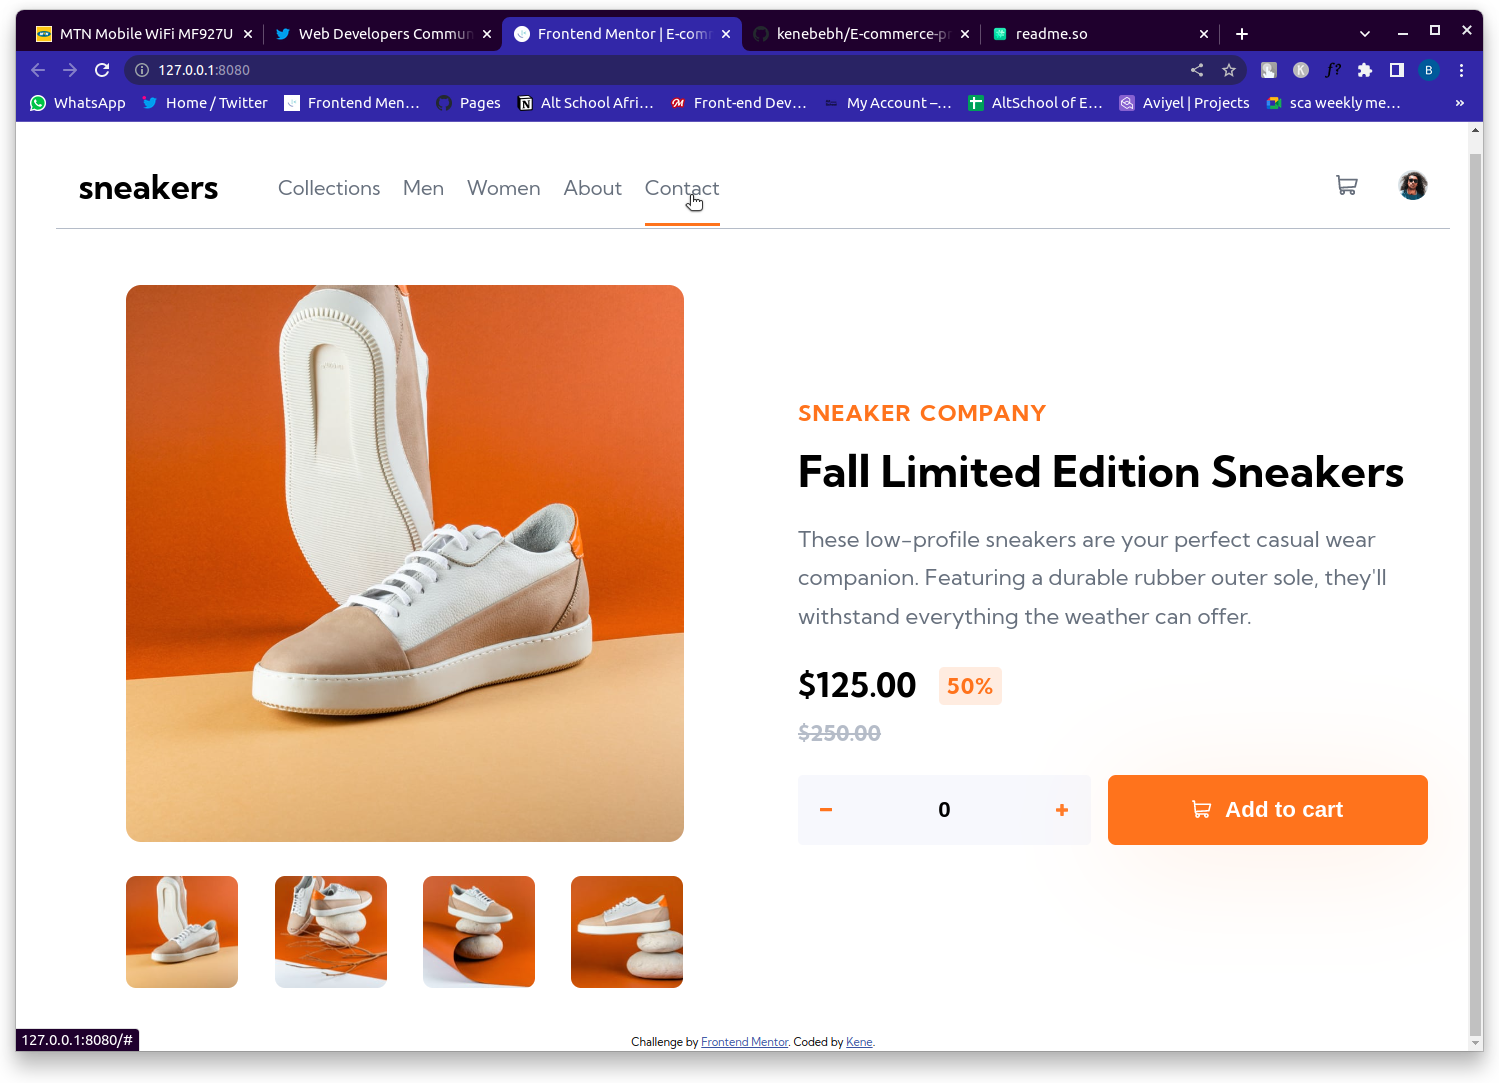 MTN Mobile WiFi MF927U
Web Developers Commun
Frontend Mentor | E-com
kenebebh/E-commerce-p
readme.so
127.0.0.1:8080
WhatsApp
Home / Twitter
Frontend Men...
Pages
Alt School Afri...
Front-end Dev...
My Account –...
AltSchool of E...
Aviyel | Projects
sca weekly me...
»
sneakers
Collections
Men
Women
About
Contact
SNEAKER COMPANY
Fall Limited Edition Sneakers
These low-profile sneakers are your perfect casual wear
companion. Featuring a durable rubber outer sole, they'll
withstand everything the weather can offer.
$125.00
50%
$250.00
0
Add to cart
127.0.0.1:8080/#
Challenge by Frontend Mentor. Coded by Kene.